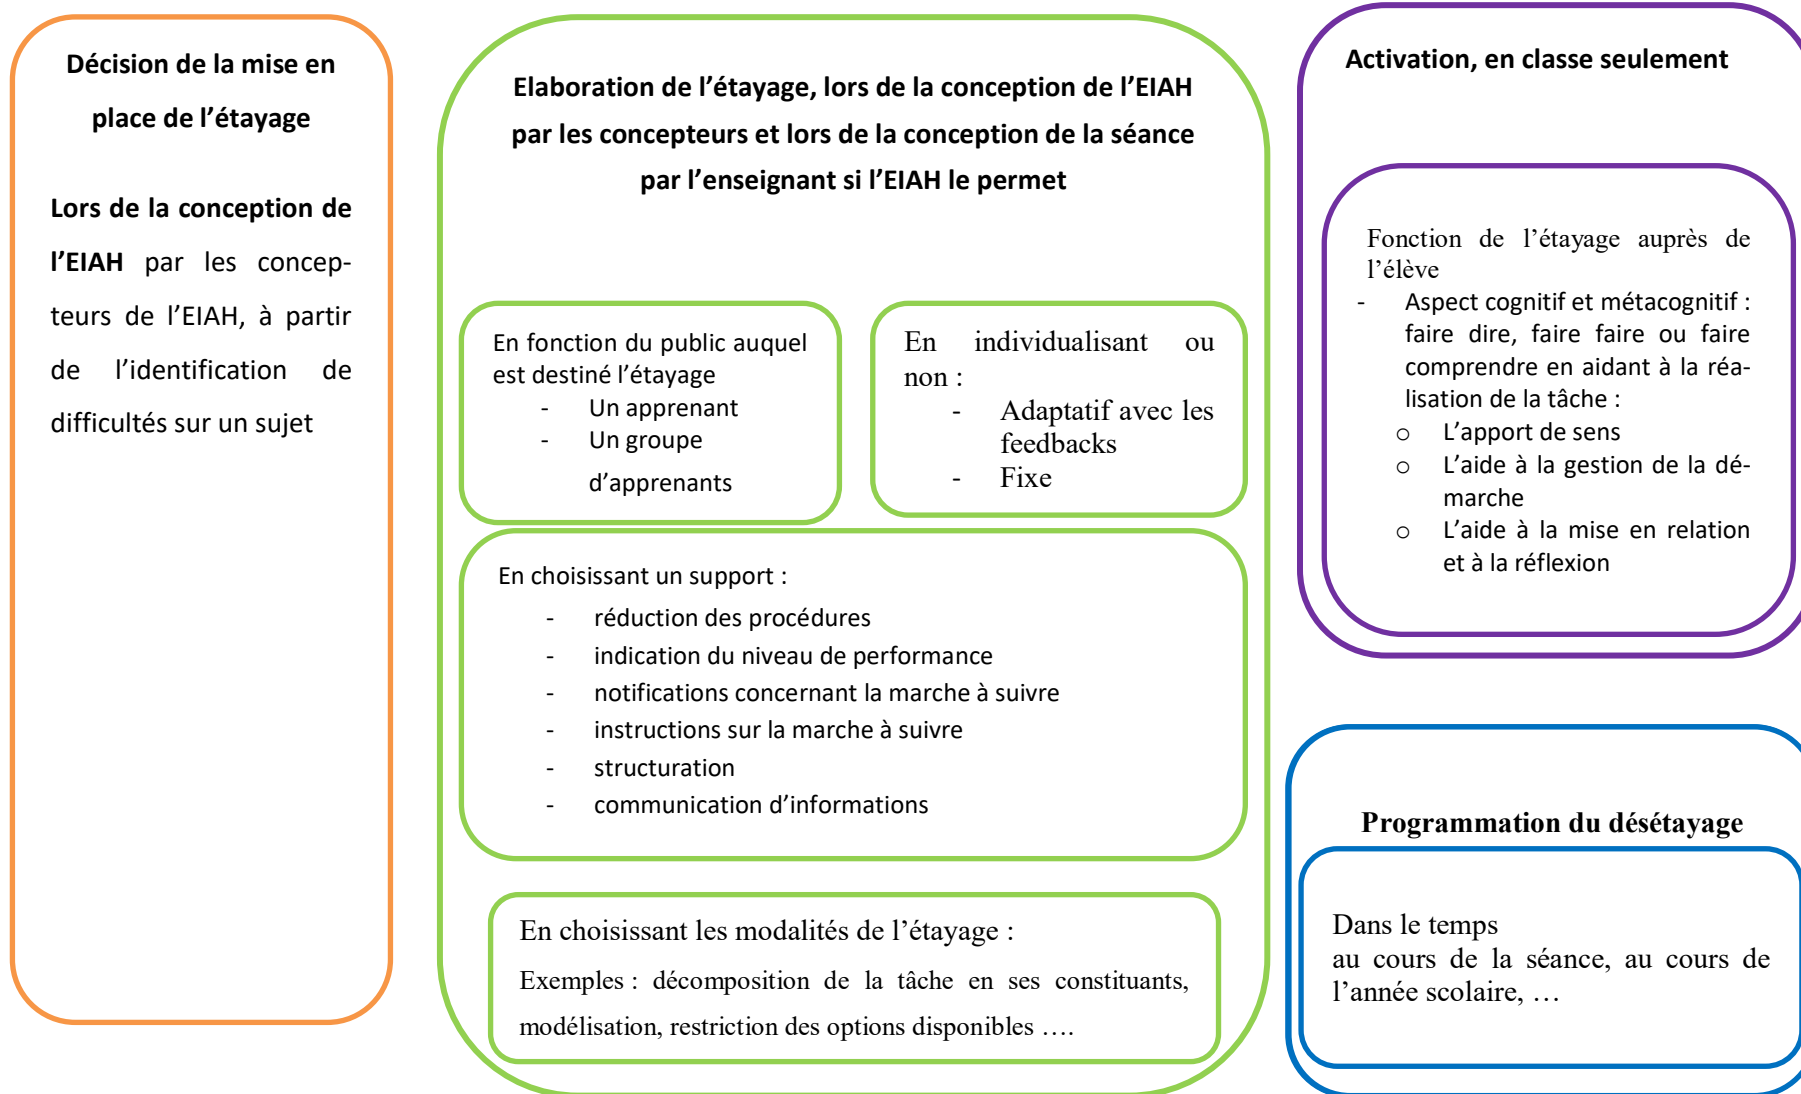 Décision de la mise en
place de l’étayage
Lors de la conception de
l’EIAH par les concep-
teurs de l’EIAH, à partir
de l’identification de
difficultés sur un sujet
Elaboration de l’étayage, lors de la conception de l’EIAH
par les concepteurs et lors de la conception de la séance
par l’enseignant si l’EIAH le permet
En fonction du public auquel
est destiné l’étayage
- Un apprenant
- Un groupe
d’apprenants
En individualisant ou
non :
- Adaptatif avec les
feedbacks
- Fixe
En choisissant un support :
- réduction des procédures
- indication du niveau de performance
- notifications concernant la marche à suivre
- instructions sur la marche à suivre
- structuration
- communication d’informations
En choisissant les modalités de l’étayage :
Exemples : décomposition de la tâche en ses constituants,
modélisation, restriction des options disponibles ….
Activation, en classe seulement
Fonction de l’étayage auprès de
l’élève
- Aspect cognitif et métacognitif :
faire dire, faire faire ou faire
comprendre en aidant à la réa-
lisation de la tâche :
o L’apport de sens
o L’aide à la gestion de la dé-
marche
o L’aide à la mise en relation
et à la réflexion
Programmation du désétayage
Dans le temps
au cours de la séance, au cours de
l’année scolaire, …